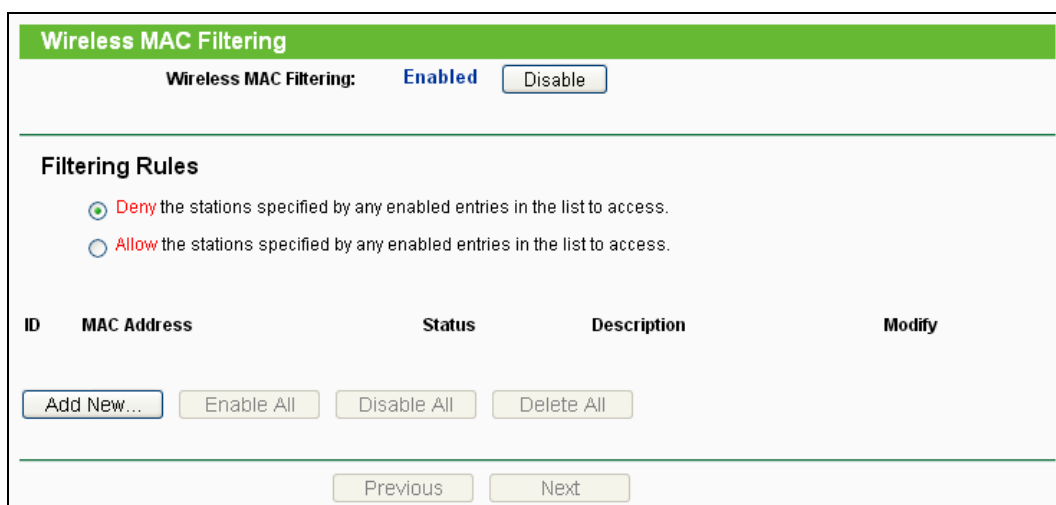 Wireless MAC Filtering
Wireless MAC Filtering: Enabled Disable
Filtering Rules
Deny the stations specified by any enabled entries in the list to access.
Allow the stations specified by any enabled entries in the list to access.
ID MAC Address Status Description Modify
Add New... Enable All Disable All Delete All
Previous Next